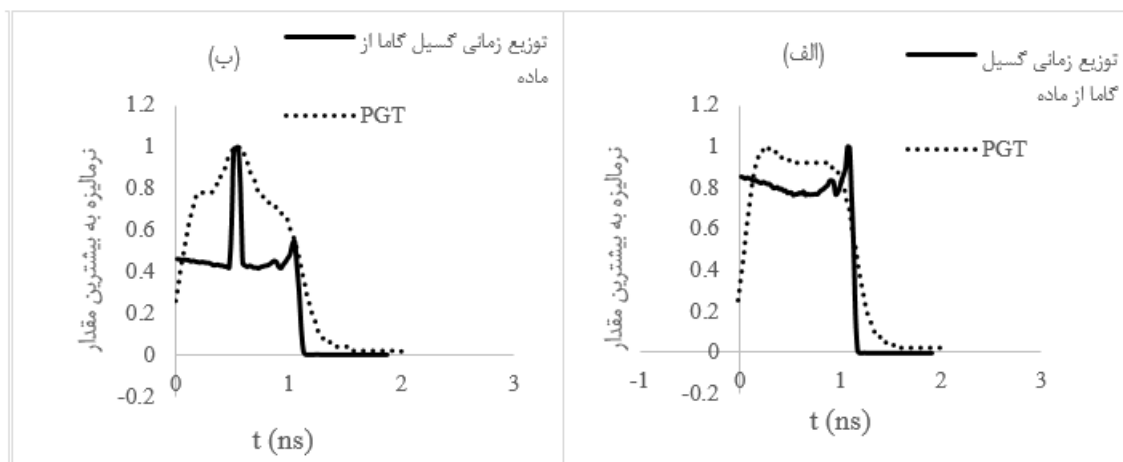 (الف)
توزیع زمانی گسیل
گاما از ماده
PGT
نرمالیزه به بیشترین مقدار
1.2
1
0.8
0.6
0.4
0.2
0
-0.2
-1
0
1
2
3
t (ns)
(ب)
توزیع زمانی گسیل گاما از
ماده
PGT
نرمالیزه به بیشترین مقدار
1.2
1
0.8
0.6
0.4
0.2
0
-0.2
0
1
2
3
t (ns)